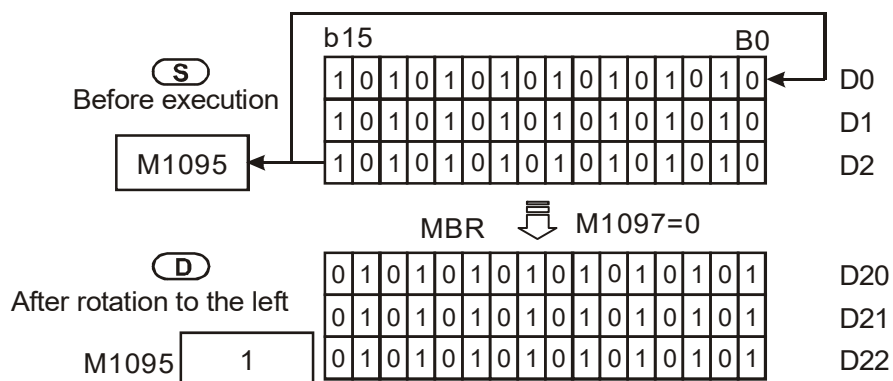 b15 B0
S
Before execution
1 0 1 0 1 0 1 0 1 0 1 0 1 0 1 0 D0
1 0 1 0 1 0 1 0 1 0 1 0 1 0 1 0 D1
M1095 1 0 1 0 1 0 1 0 1 0 1 0 1 0 1 0 D2
MBR M1097=0
D
After rotation to the left
0 1 0 1 0 1 0 1 0 1 0 1 0 1 0 1 D20
0 1 0 1 0 1 0 1 0 1 0 1 0 1 0 1 D21
M1095 1 0 1 0 1 0 1 0 1 0 1 0 1 0 1 0 1 D22